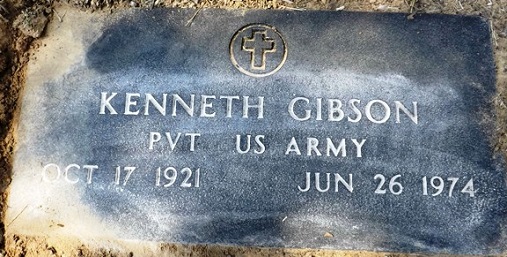 KENNETH GIBSON
PVT US ARMY
OCT 17 1921 JUN 26 1974